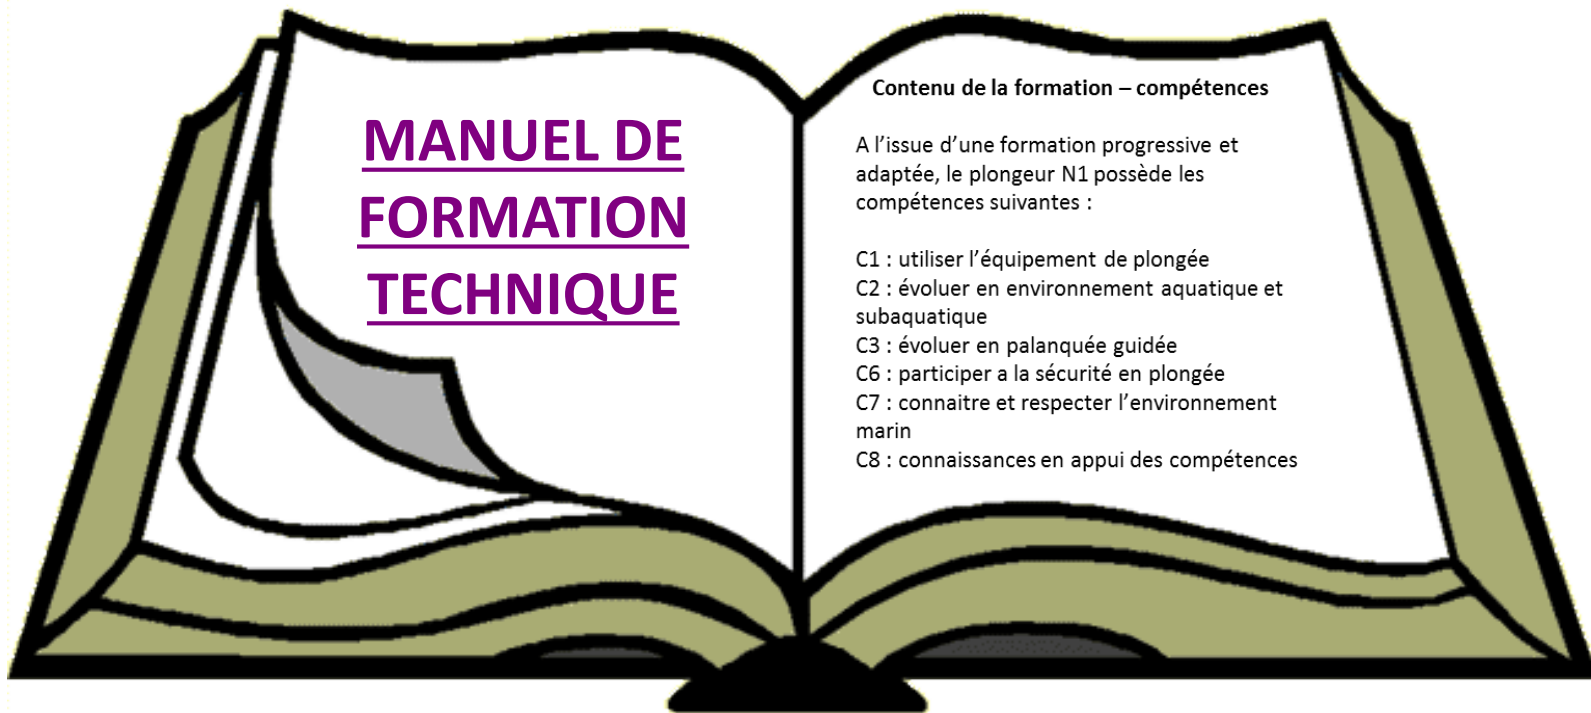 MANUEL DE
FORMATION
TECHNIQUE
Contenu de la formation – compétences
A l’issue d’une formation progressive et
adaptée, le plongeur N1 possède les
compétences suivantes :
C1 : utiliser l’équipement de plongée
C2 : évoluer en environnement aquatique et
subaquatique
C3 : évoluer en palanquée guidée
C6 : participer a la sécurité en plongée
C7 : connaitre et respecter l’environnement
marin
C8 : connaissances en appui des compétences